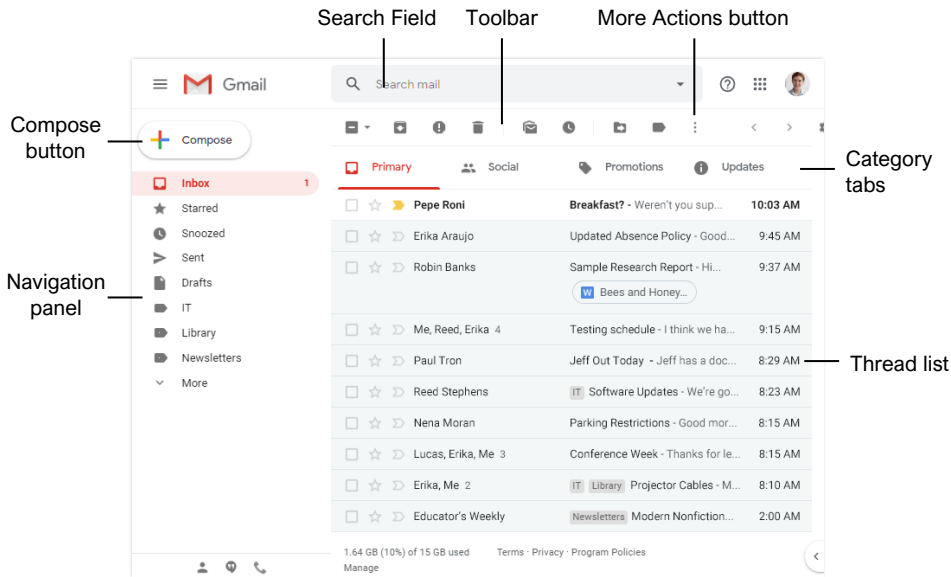 Search Field Toolbar More Actions button
Gmail
Search mail
Compose button
Compose
Primary Social Promotions Updates
Category tabs
Inbox 1
Starred
Snoozed
Sent
Drafts
IT
Library
Newsletters
More
Navigation panel
Pepe Roni Breakfast? - Weren't you sup... 10:03 AM
Erika Araujo Updated Absence Policy - Good... 9:45 AM
Robin Banks Sample Research Report - Hi... 9:37 AM
W Bees and Honey...
Me, Reed, Erika 4 Testing schedule - I think we ha... 9:15 AM
Paul Tron Jeff Out Today - Jeff has a doc... 8:29 AM
Thread list
Reed Stephens IT Software Updates - We're go... 8:23 AM
Nena Moran Parking Restrictions - Good mor... 8:15 AM
Lucas, Erika, Me 3 Conference Week - Thanks for le... 8:15 AM
Erika, Me 2 IT Library Projector Cables - M... 8:10 AM
Educator's Weekly Newsletters Modern Nonfiction... 2:00 AM
1.64 GB (10%) of 15 GB used Terms · Privacy · Program Policies
Manage